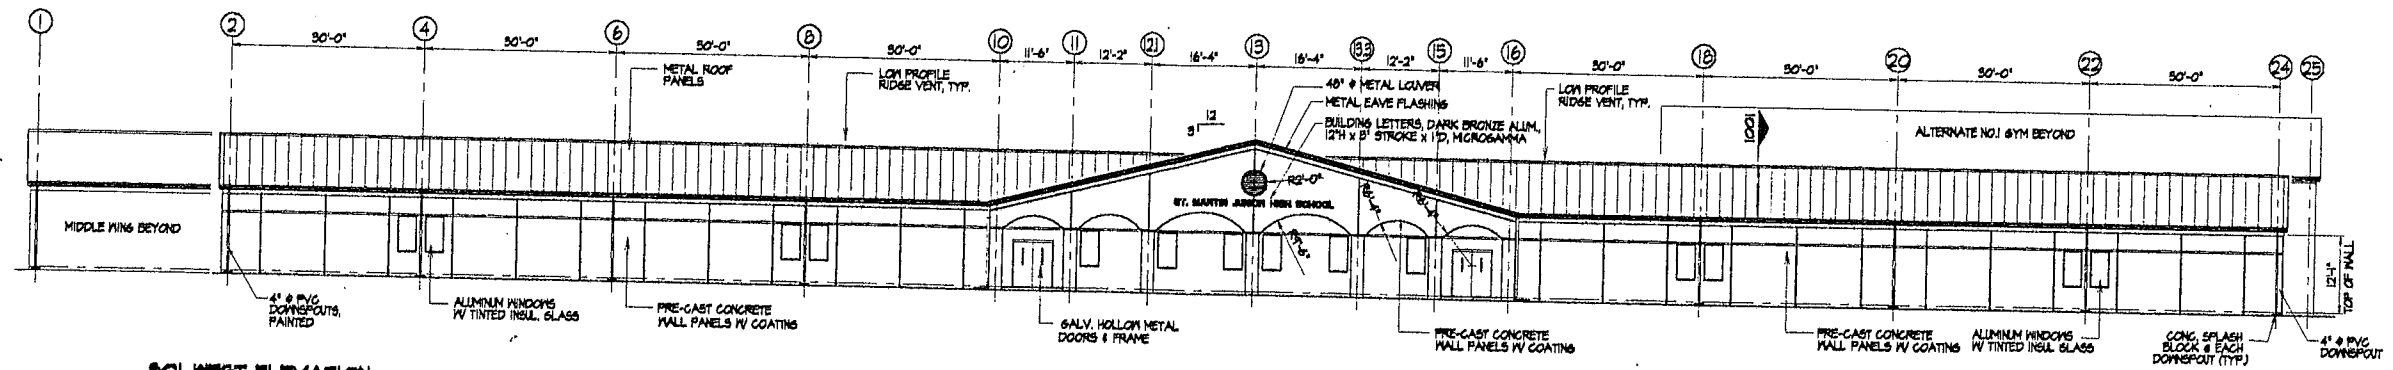 1 2 4 6 8 10 11 121 13 133 15 16 18 20 22 24 25
30'-0" 30'-0" 30'-0" 30'-0" 11'-6" 12'-2" 16'-4" 16'-4" 12'-2" 11'-6" 30'-0" 30'-0" 30'-0" 30'-0"
METAL ROOF
PANELS
LOW PROFILE
RIDGE VENT, TYP.
12
3
48" φ METAL LOUVER
METAL EAVE FLASHING
BUILDING LETTERS, DARK BRONZE ALUM.,
12"H x 3" STROKE x 1"D, MICROGAMMA
LOW PROFILE
RIDGE VENT, TYP.
1001
ALTERNATE NO.1 GYM BEYOND
R2'-0"
ST. MARTIN JUNIOR HIGH SCHOOL
MIDDLE WING BEYOND
12'-1"
TOP OF WALL
4" φ PVC
DOWNSPOUTS,
PAINTED
ALUMINUM WINDOWS
W/ TINTED INSUL. GLASS
PRE-CAST CONCRETE
WALL PANELS W/ COATING
GALV. HOLLOW METAL
DOORS & FRAME
PRE-CAST CONCRETE
WALL PANELS W/ COATING
PRE-CAST CONCRETE
WALL PANELS W/ COATING
ALUMINUM WINDOWS
W/ TINTED INSUL GLASS
CONC. SPLASH
BLOCK @ EACH
DOWNSPOUT (TYP.)
4" φ PVC
DOWNSPOUT
WEST ELEVATION